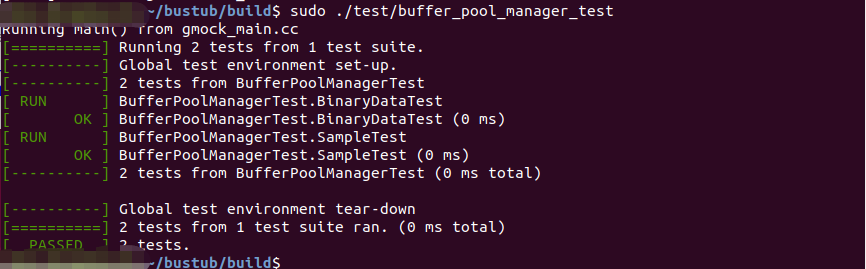 ~/bustub/build$ sudo ./test/buffer_pool_manager_test
Running main() from gmock_main.cc
[==========] Running 2 tests from 1 test suite.
[----------] Global test environment set-up.
[----------] 2 tests from BufferPoolManagerTest
[ RUN      ] BufferPoolManagerTest.BinaryDataTest
[       OK ] BufferPoolManagerTest.BinaryDataTest (0 ms)
[ RUN      ] BufferPoolManagerTest.SampleTest
[       OK ] BufferPoolManagerTest.SampleTest (0 ms)
[----------] 2 tests from BufferPoolManagerTest (0 ms total)

[----------] Global test environment tear-down
[==========] 2 tests from 1 test suite ran. (0 ms total)
[  PASSED  ] 2 tests.
~/bustub/build$